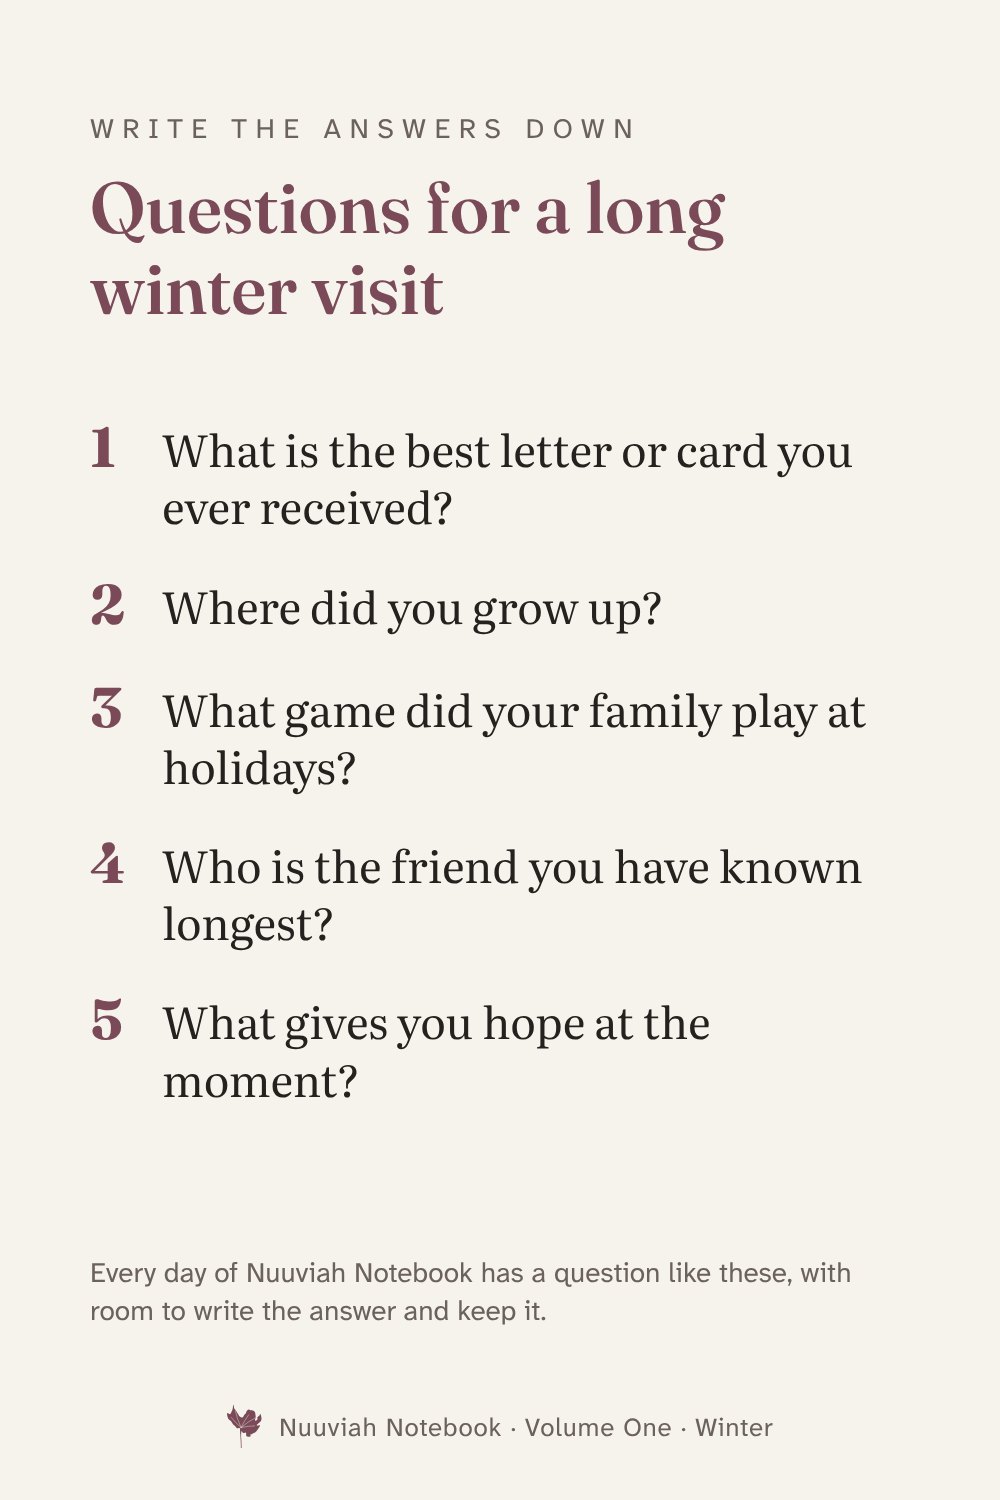 WRITE THE ANSWERS DOWN
Questions for a long
winter visit
1 What is the best letter or card you
ever received?
2 Where did you grow up?
3 What game did your family play at
holidays?
4 Who is the friend you have known
longest?
5 What gives you hope at the
moment?
Every day of Nuuviah Notebook has a question like these, with
room to write the answer and keep it.
Nuuviah Notebook · Volume One · Winter